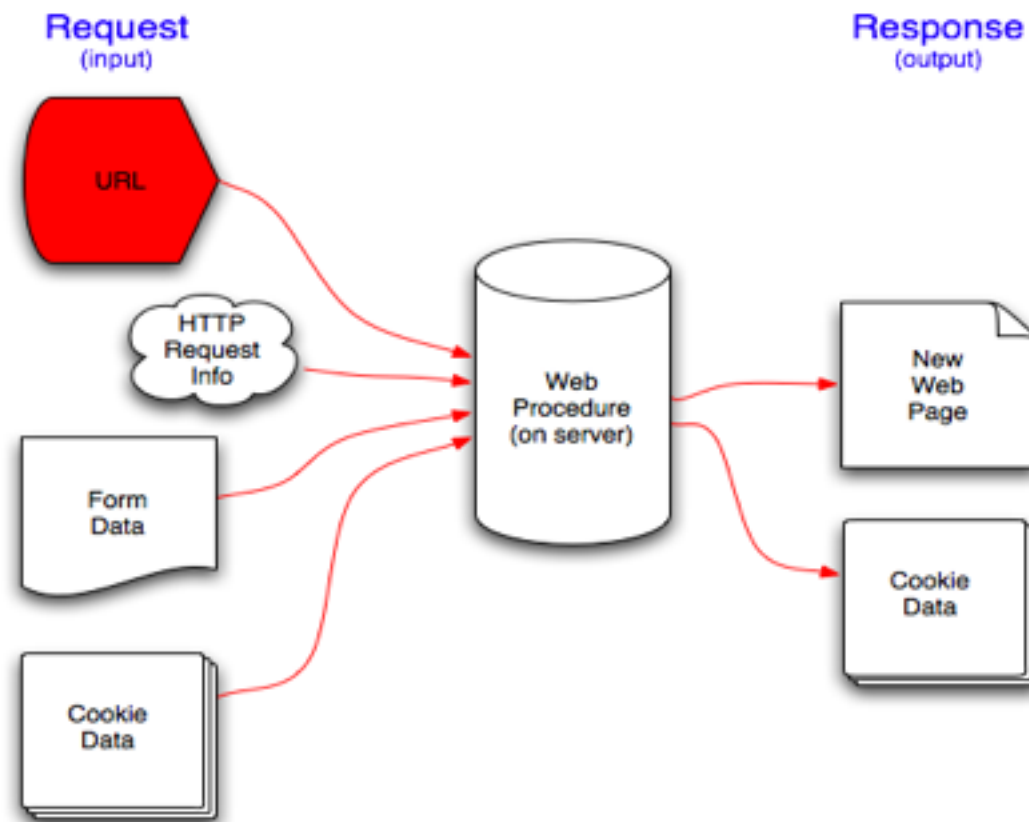 Request
(input)
Response
(output)
URL
HTTP
Request
Info
Form
Data
Cookie
Data
Web
Procedure
(on server)
New
Web
Page
Cookie
Data